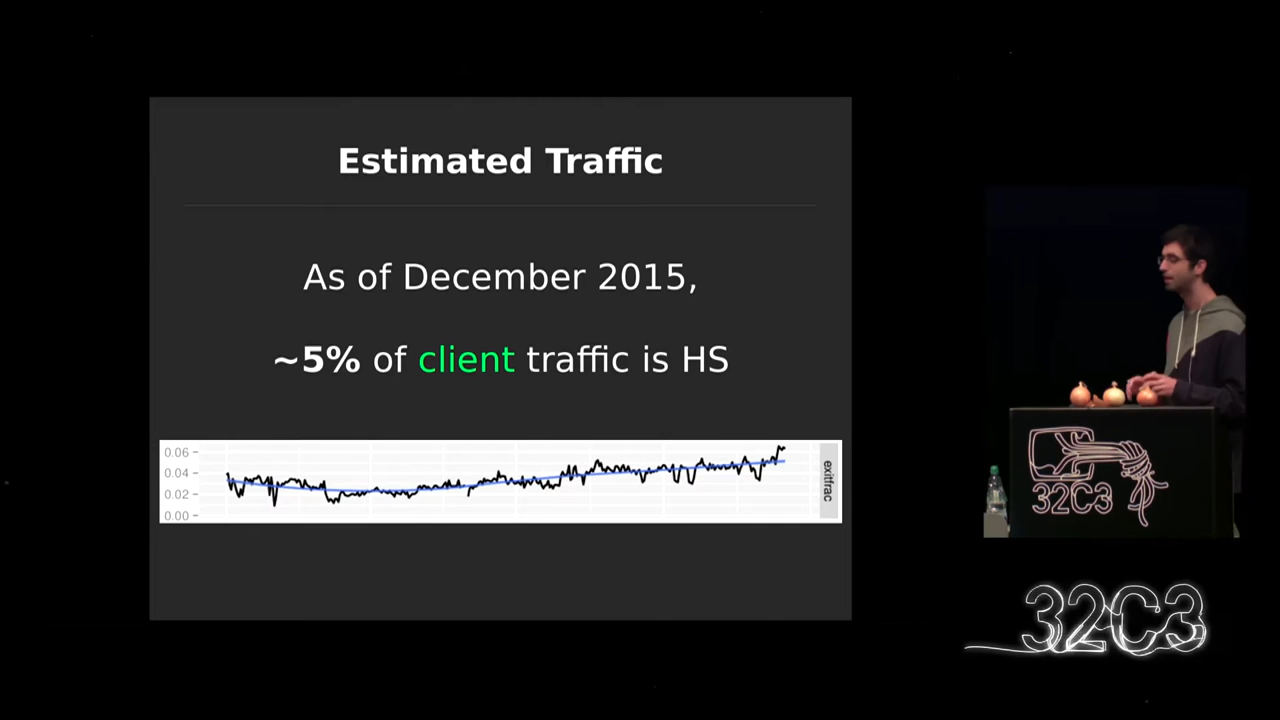 Estimated Traffic
As of December 2015,
~5% of client traffic is HS
0.06
0.04
0.02
0.00
exitfrac
32C3
32C3